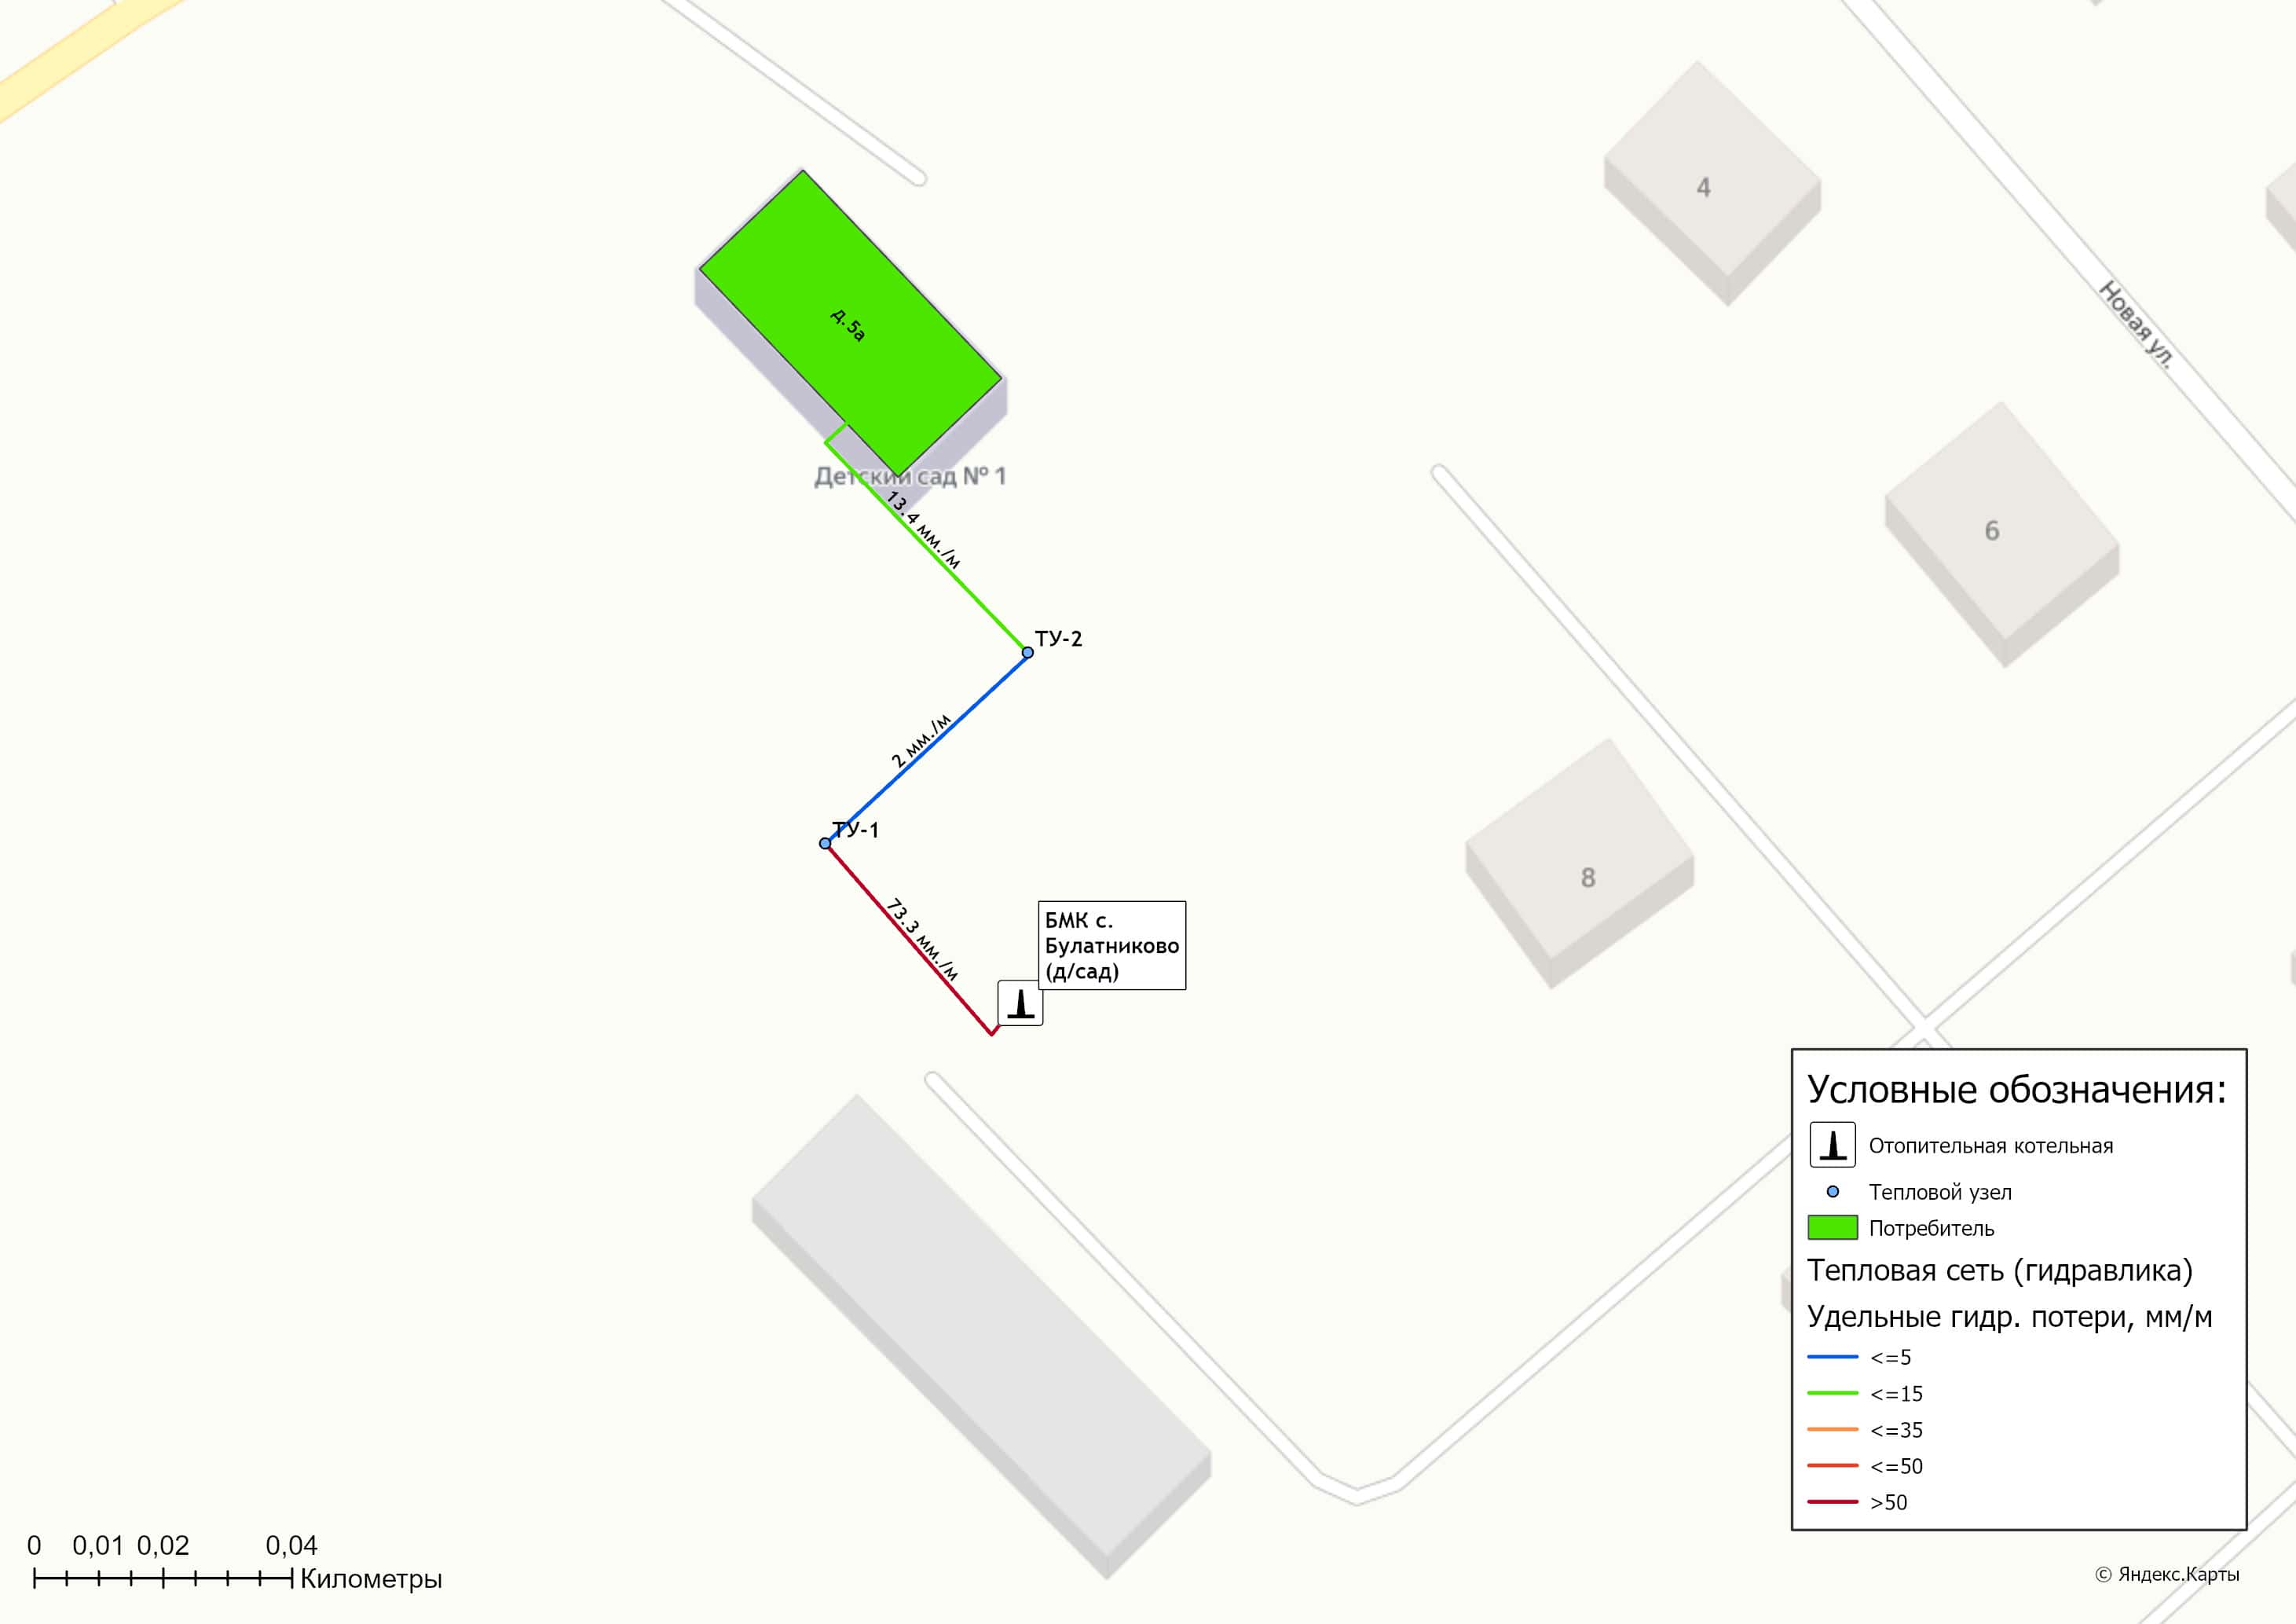 4
Новая ул.
д.5а
Детский сад № 1
13.4 мм./м
6
ТУ-2
2 мм./м
ТУ-1
8
73.3 мм./м
БМК с.
Булатниково
(д/сад)
Условные обозначения:
Отопительная котельная
Тепловой узел
Потребитель
Тепловая сеть (гидравлика)
Удельные гидр. потери, мм/м
<=5
<=15
<=35
<=50
>50
0 0,01 0,02 0,04
Километры
© Яндекс.Карты